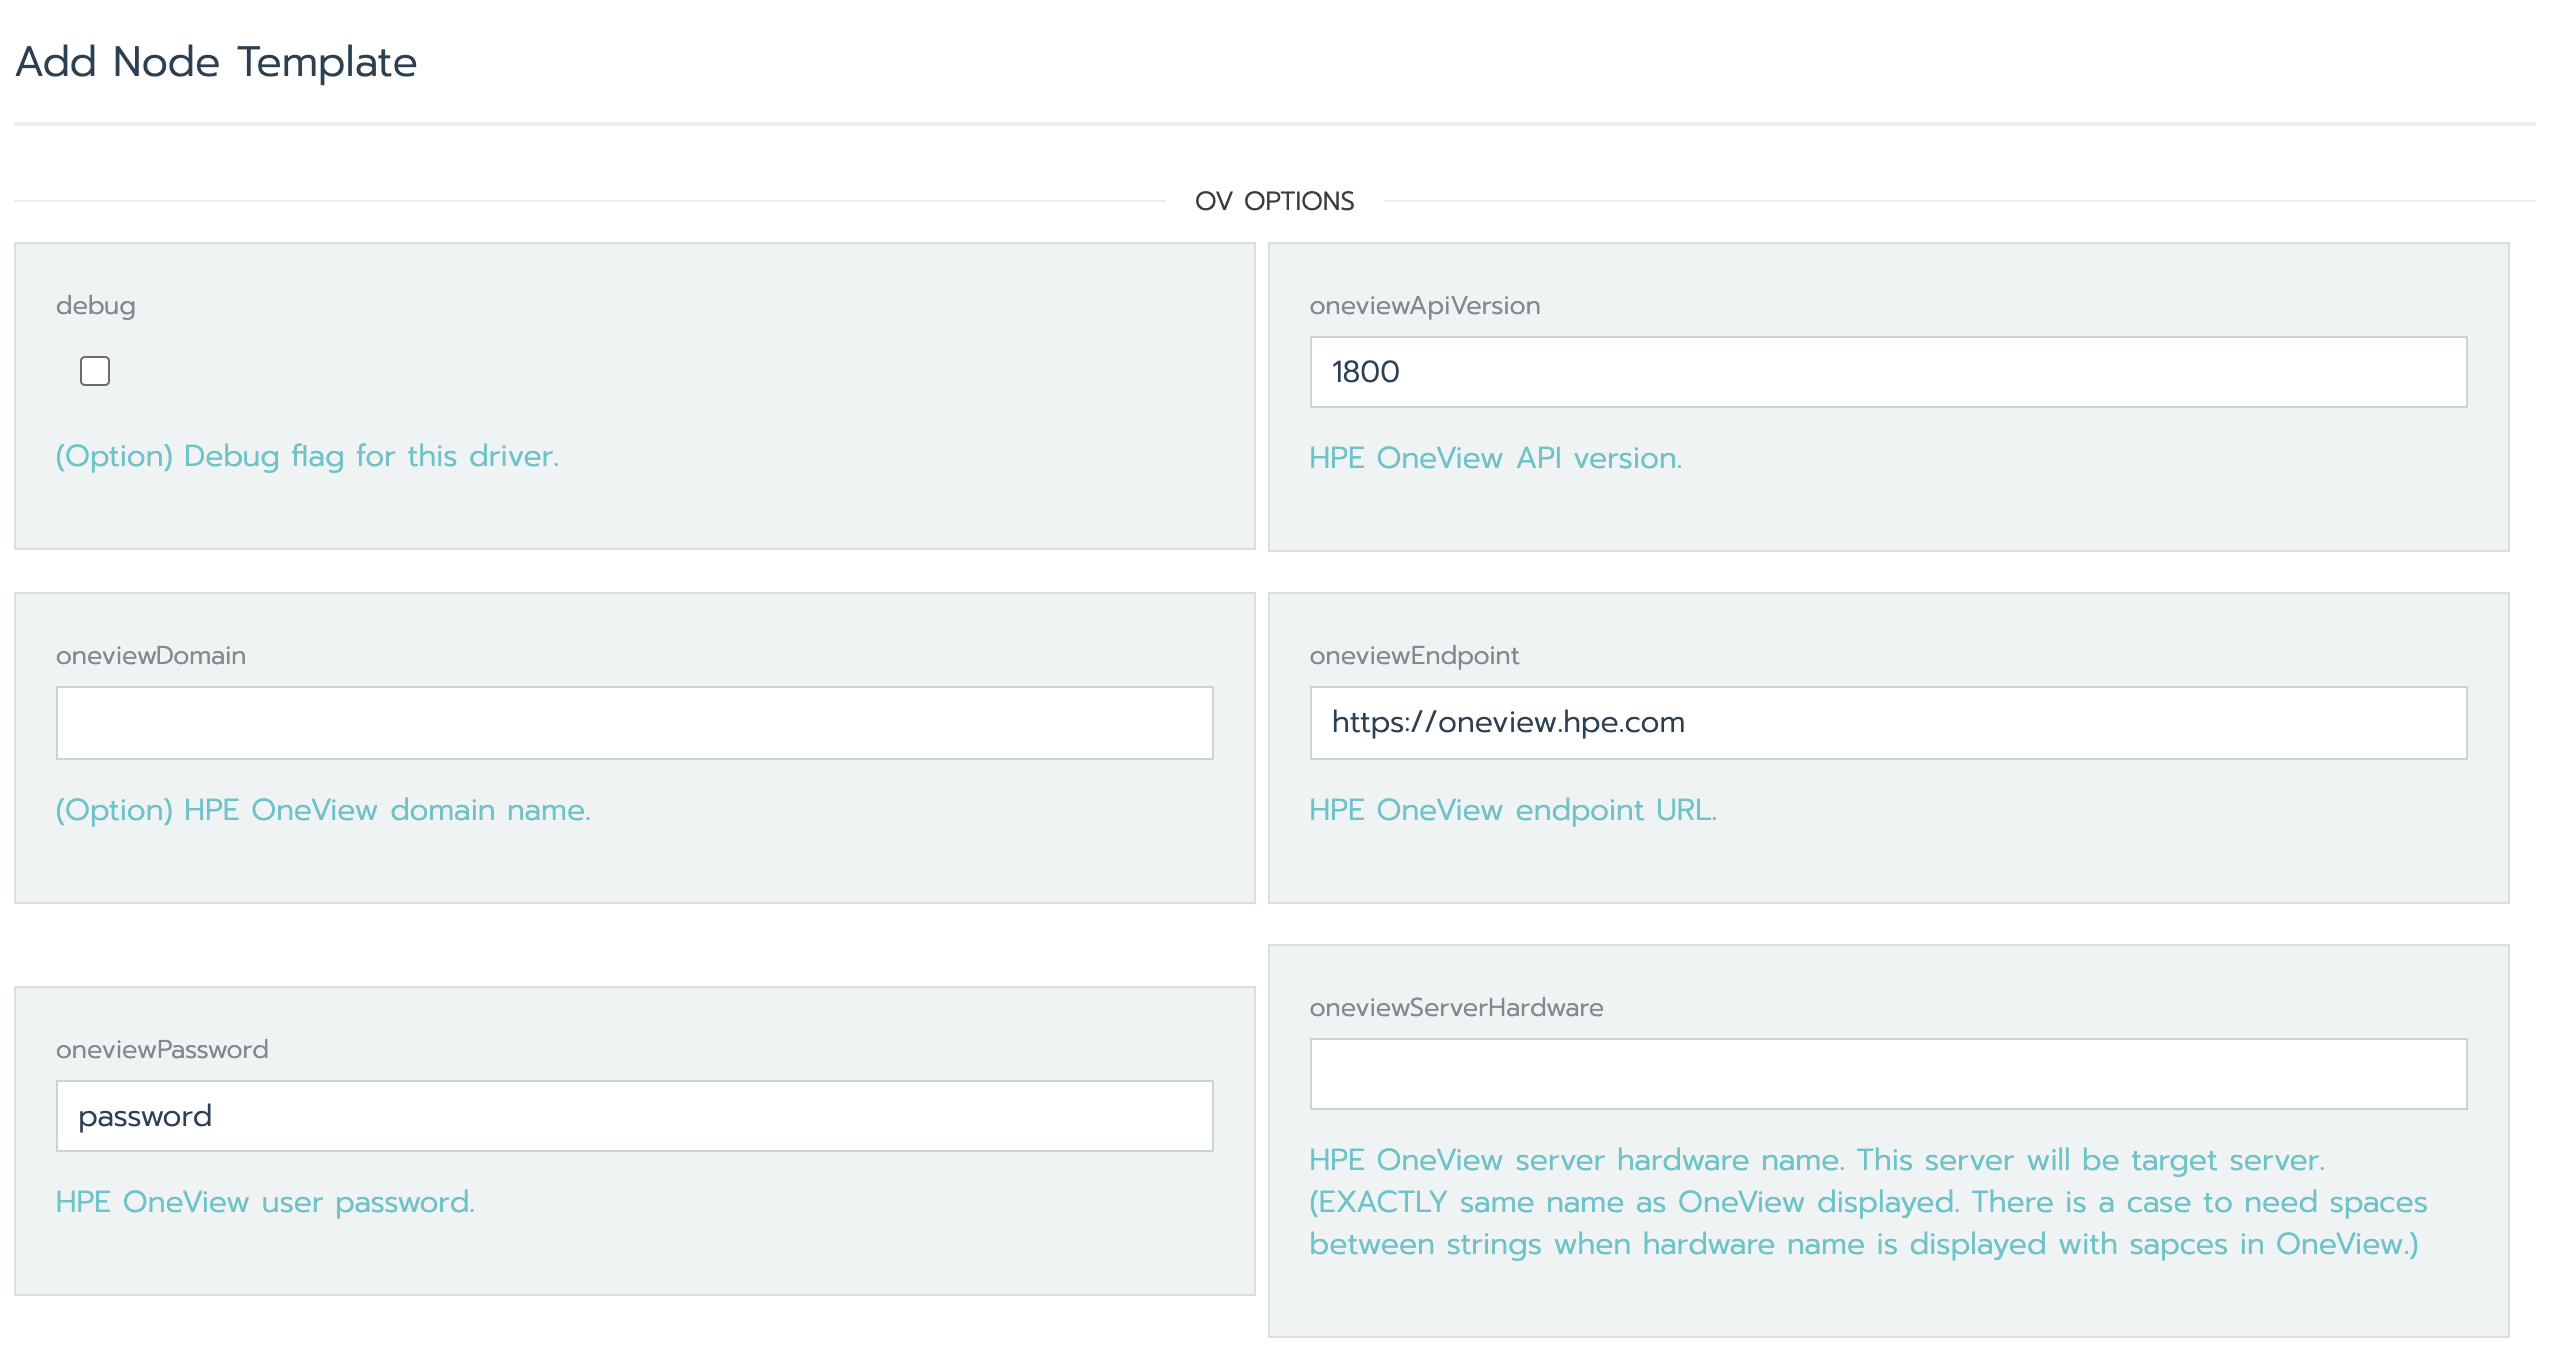 Add Node Template
OV OPTIONS
debug
(Option) Debug flag for this driver.
oneviewApiVersion
1800
HPE OneView API version.
oneviewDomain
(Option) HPE OneView domain name.
oneviewEndpoint
https://oneview.hpe.com
HPE OneView endpoint URL.
oneviewPassword
password
HPE OneView user password.
oneviewServerHardware
HPE OneView server hardware name. This server will be target server.
(EXACTLY same name as OneView displayed. There is a case to need spaces
between strings when hardware name is displayed with sapces in OneView.)